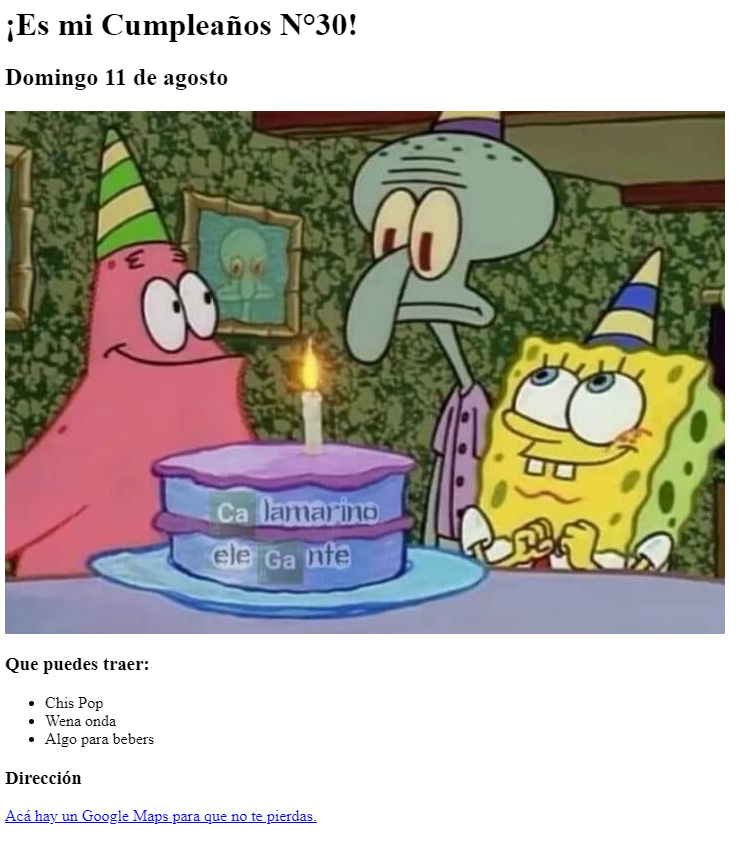 ¡Es mi Cumpleaños N°30!
Domingo 11 de agosto
Ca lamarino
ele Ga nte
Que puedes traer:
Chis Pop
Wena onda
Algo para bebers
Dirección
Acá hay un Google Maps para que no te pierdas.